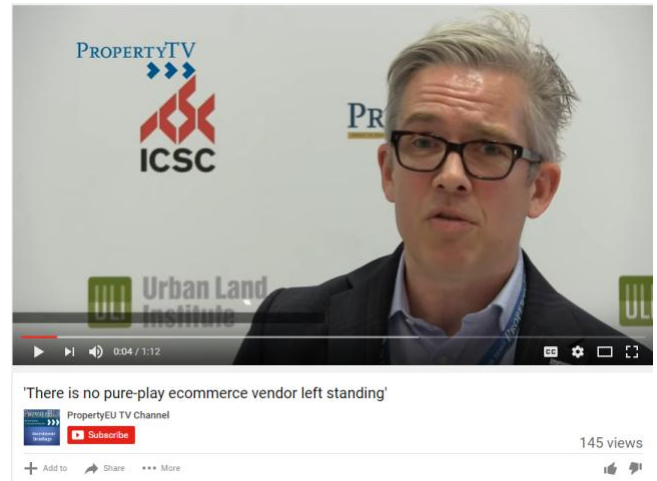 PROPERTYTV
ICSC
PR
ULI Urban Land
Institute
ULI
0:04 / 1:12
CC
'There is no pure-play ecommerce vendor left standing'
PropertyEU TV Channel
Subscribe
145 views
Add to
Share
More